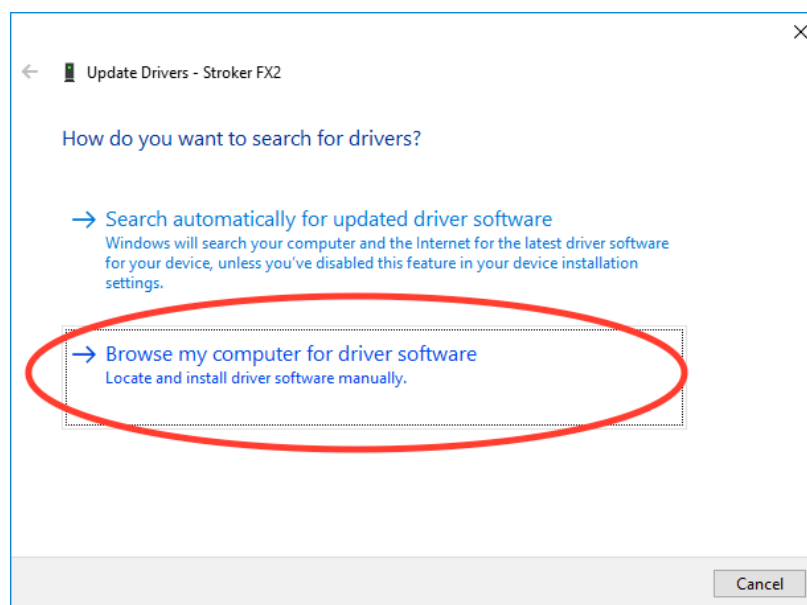 Update Drivers - Stroker FX2
How do you want to search for drivers?
Search automatically for updated driver software
Windows will search your computer and the Internet for the latest driver software
for your device, unless you've disabled this feature in your device installation
settings.
Browse my computer for driver software
Locate and install driver software manually.
Cancel